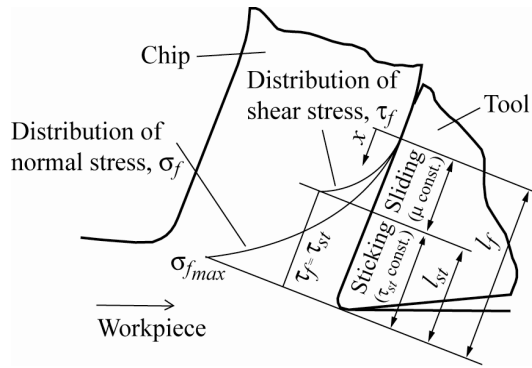 Chip
Distribution of
shear stress, τf
Tool
Distribution of
normal stress, σf
x
Sliding
(μ const.)
σfmax
τf= τst
Sticking
(τst const.)
lst
lf
Workpiece